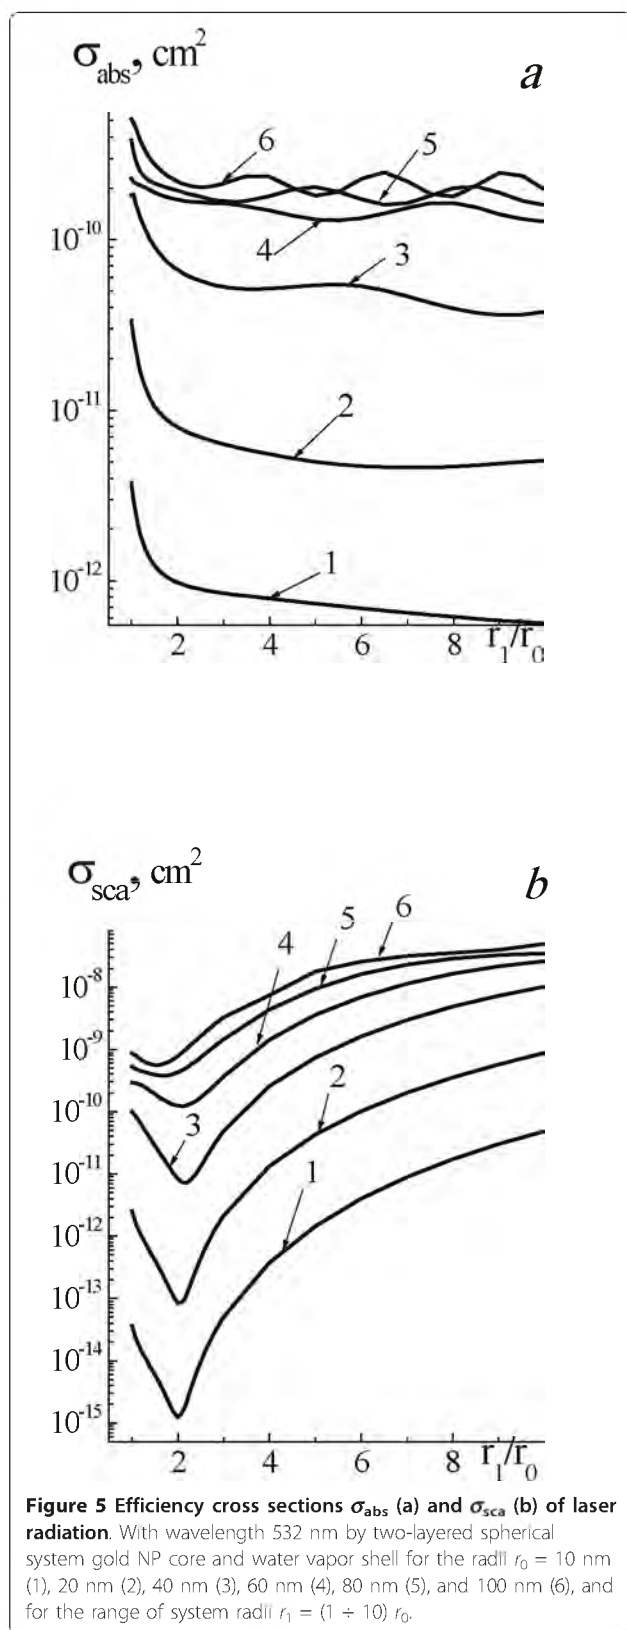 σabs, cm²
a
6
5
10⁻¹⁰
4
3
10⁻¹¹
2
10⁻¹²
1
2 4 6 8 r₁/r₀
σsca, cm²
b
6
5
4
10⁻⁸
10⁻⁹
2
10⁻¹⁰
3
1
10⁻¹¹
10⁻¹²
10⁻¹³
10⁻¹⁴
10⁻¹⁵
2 4 6 8 r₁/r₀
Figure 5 Efficiency cross sections σabs (a) and σsca (b) of laser
radiation. With wavelength 532 nm by two-layered spherical
system gold NP core and water vapor shell for the radii r₀ = 10 nm
(1), 20 nm (2), 40 nm (3), 60 nm (4), 80 nm (5), and 100 nm (6), and
for the range of system radii r₁ = (1 ÷ 10) r₀.